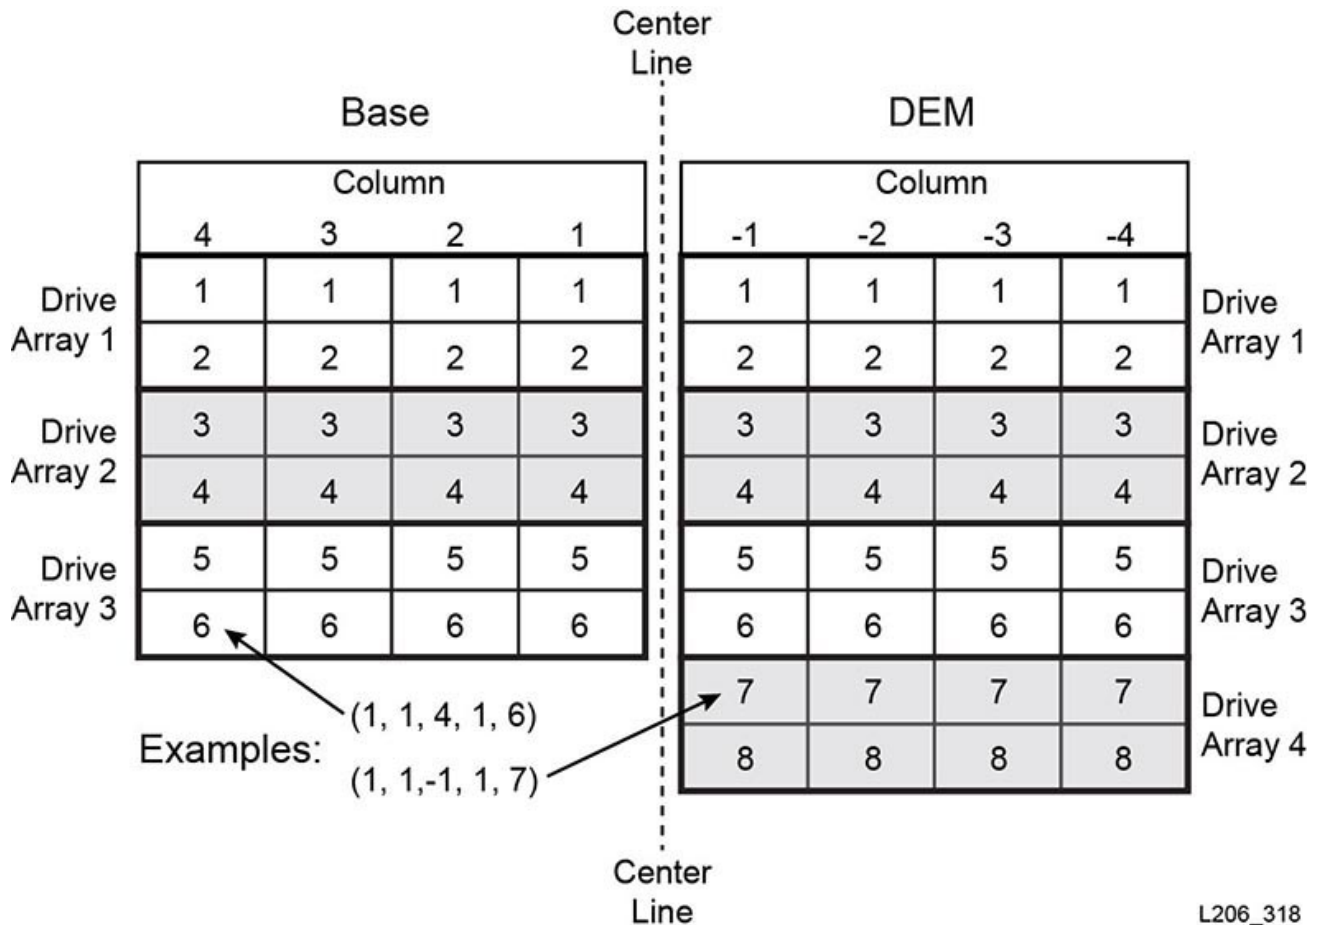 Center
Line
Base
DEM
Column
Column
4 3 2 1
-1 -2 -3 -4
Drive
Array 1
1 1 1 1
2 2 2 2
1 1 1 1
2 2 2 2
Drive
Array 1
Drive
Array 2
3 3 3 3
4 4 4 4
3 3 3 3
4 4 4 4
Drive
Array 2
Drive
Array 3
5 5 5 5
6 6 6 6
5 5 5 5
6 6 6 6
Drive
Array 3
7 7 7 7
8 8 8 8
Drive
Array 4
Examples:
(1, 1, 4, 1, 6)
(1, 1,-1, 1, 7)
Center
Line
L206_318